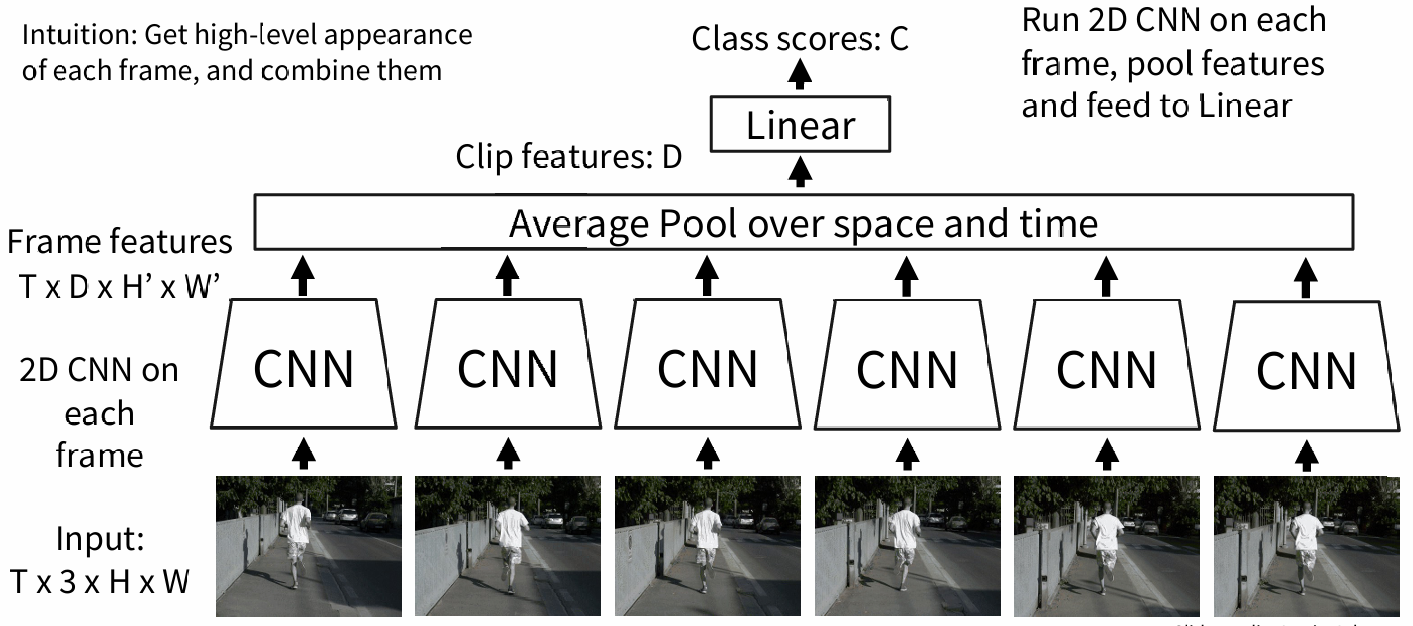 Intuition: Get high-level appearance
of each frame, and combine them
Class scores: C
Run 2D CNN on each
frame, pool features
and feed to Linear
Linear
Clip features: D
Average Pool over space and time
Frame features
T x D x H’ x W’
CNN CNN CNN CNN CNN CNN
2D CNN on
each
frame
Input:
T x 3 x H x W